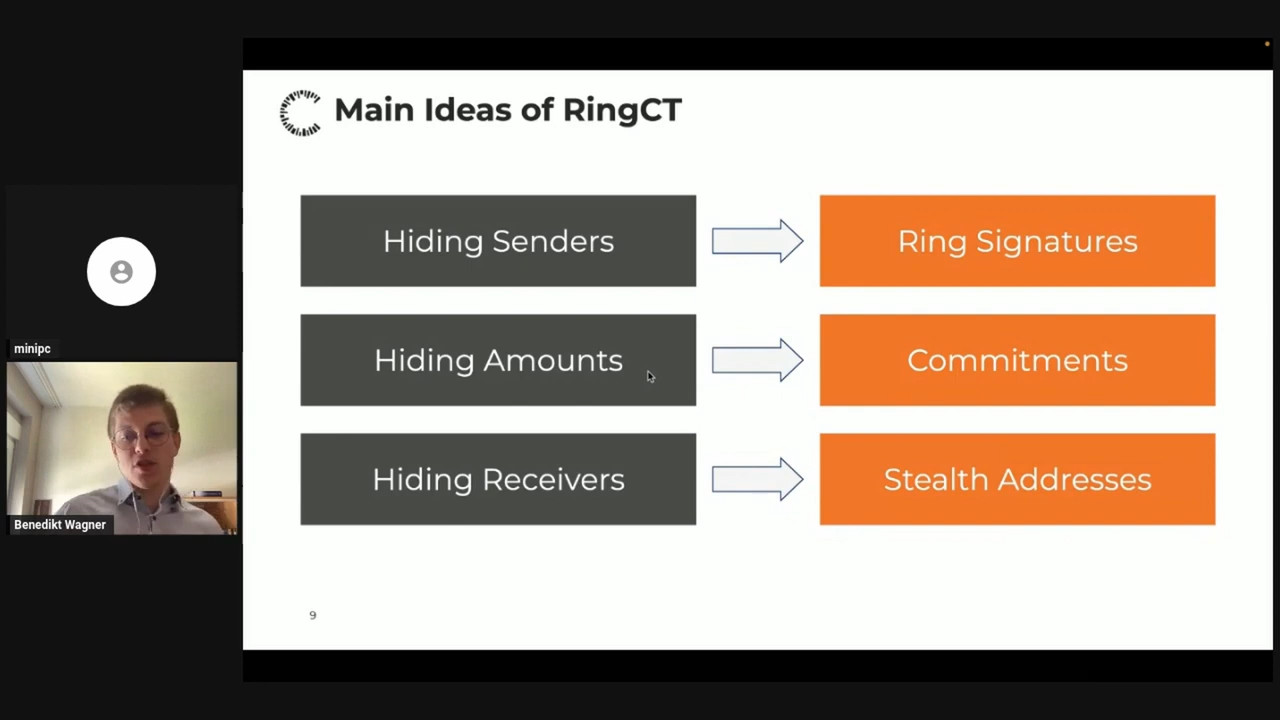 Main Ideas of RingCT
Hiding Senders
Ring Signatures
Hiding Amounts
Commitments
Hiding Receivers
Stealth Addresses
9
minipc
Benedikt Wagner